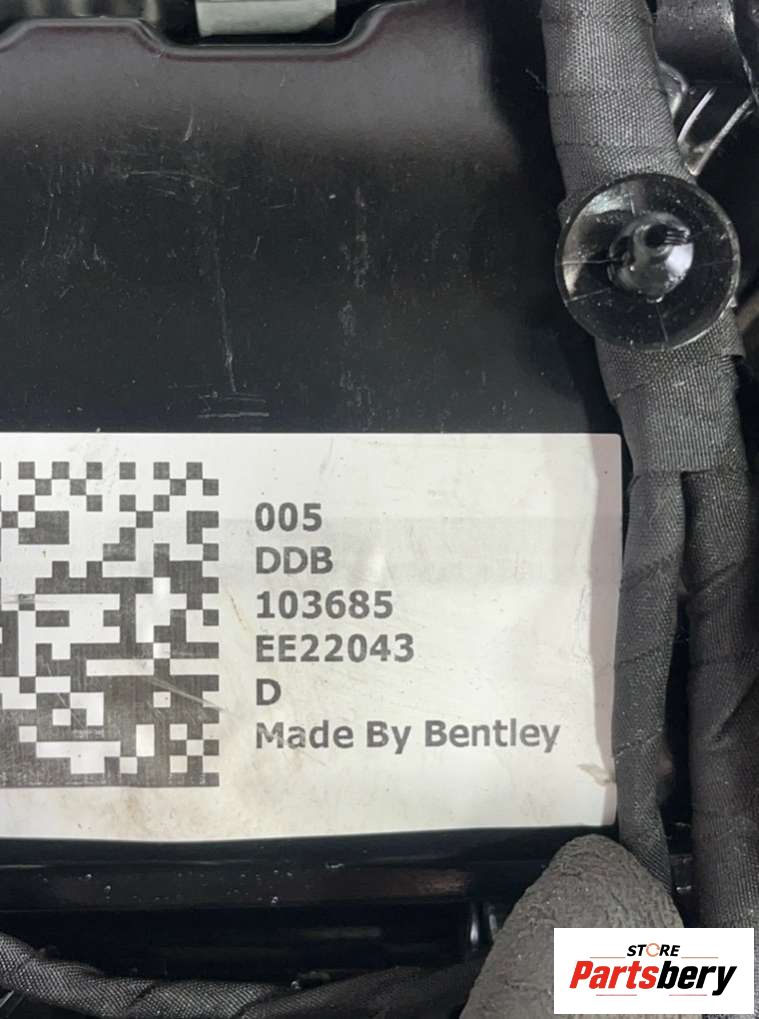 005
DDB
103685
EE22043
D
Made By Bentley
STORE
Partsbery